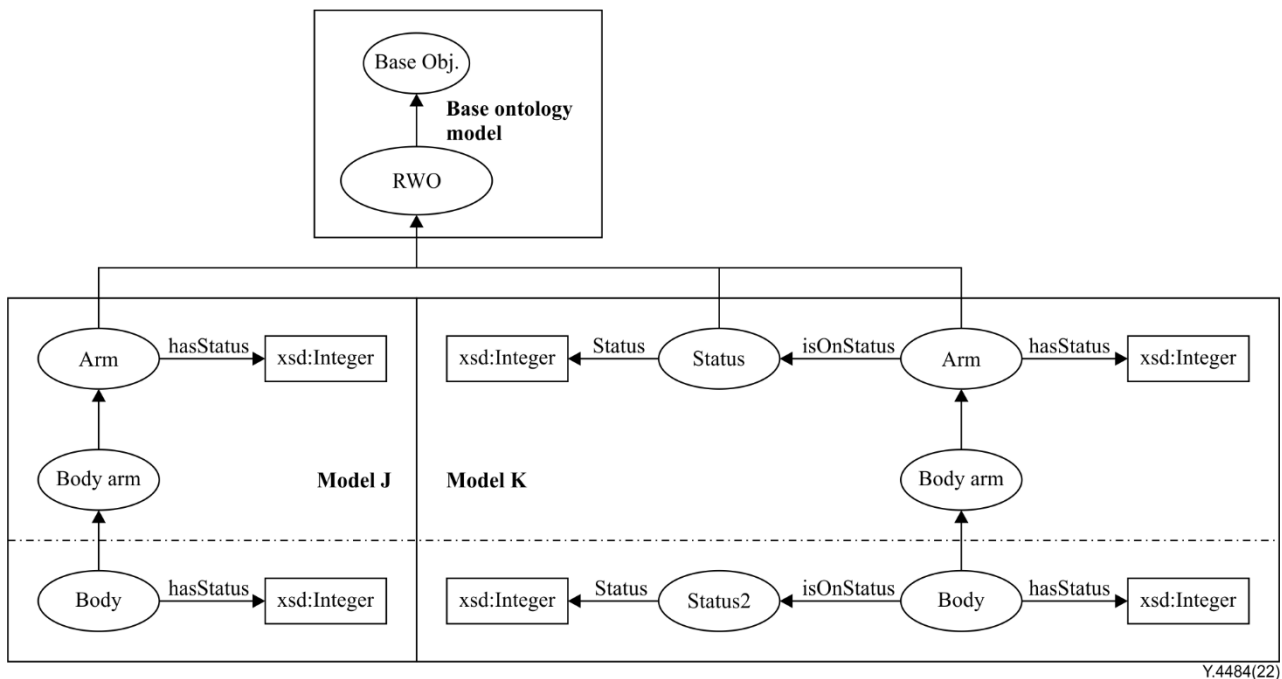 Base Obj.
Base ontology
model
RWO
Arm
hasStatus
xsd:Integer
xsd:Integer
Status
Status
isOnStatus
Arm
hasStatus
xsd:Integer
Body arm
Model J
Model K
Body arm
Body
hasStatus
xsd:Integer
xsd:Integer
Status
Status2
isOnStatus
Body
hasStatus
xsd:Integer
Y.4484(22)